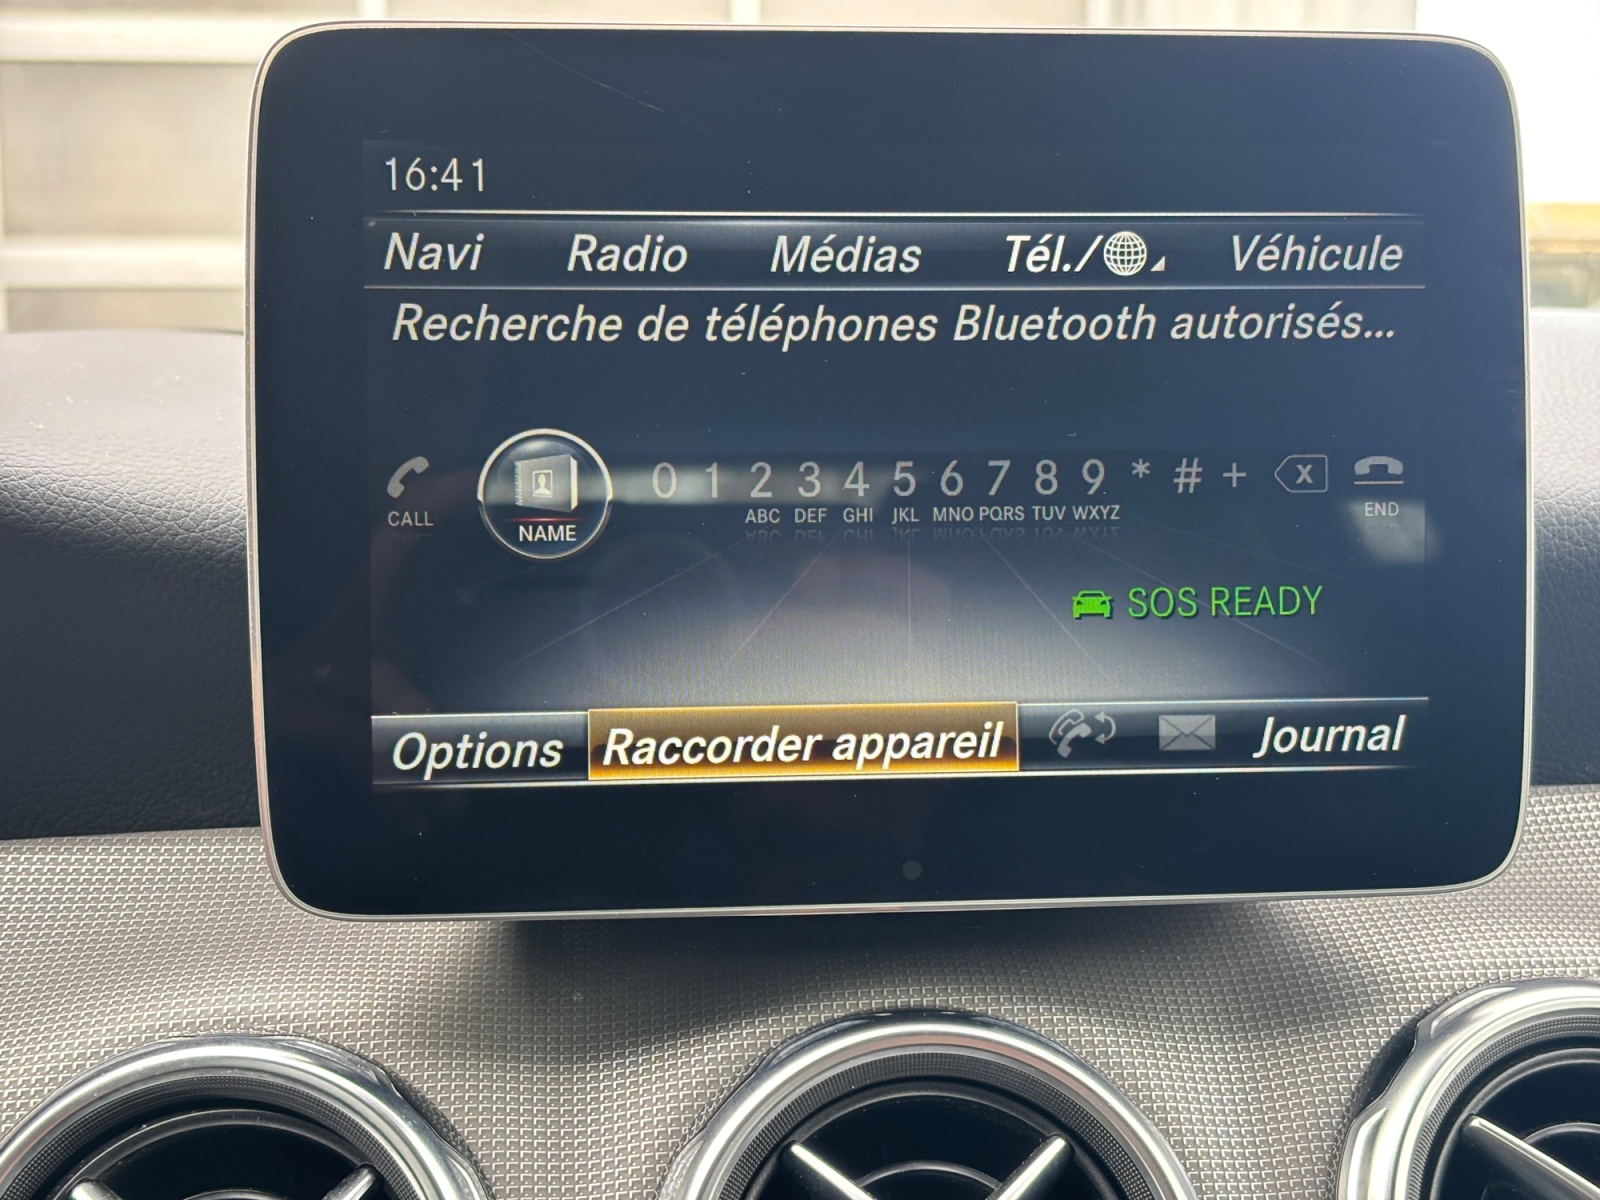 16:41
Navi Radio Médias Tél./ Véhicule
Recherche de téléphones Bluetooth autorisés...
0 1 2 3 4 5 6 7 8 9 * # + X
CALL NAME ABC DEF GHI JKL MNO PQRS TUV WXYZ END
SOS READY
Options Raccorder appareil Journal